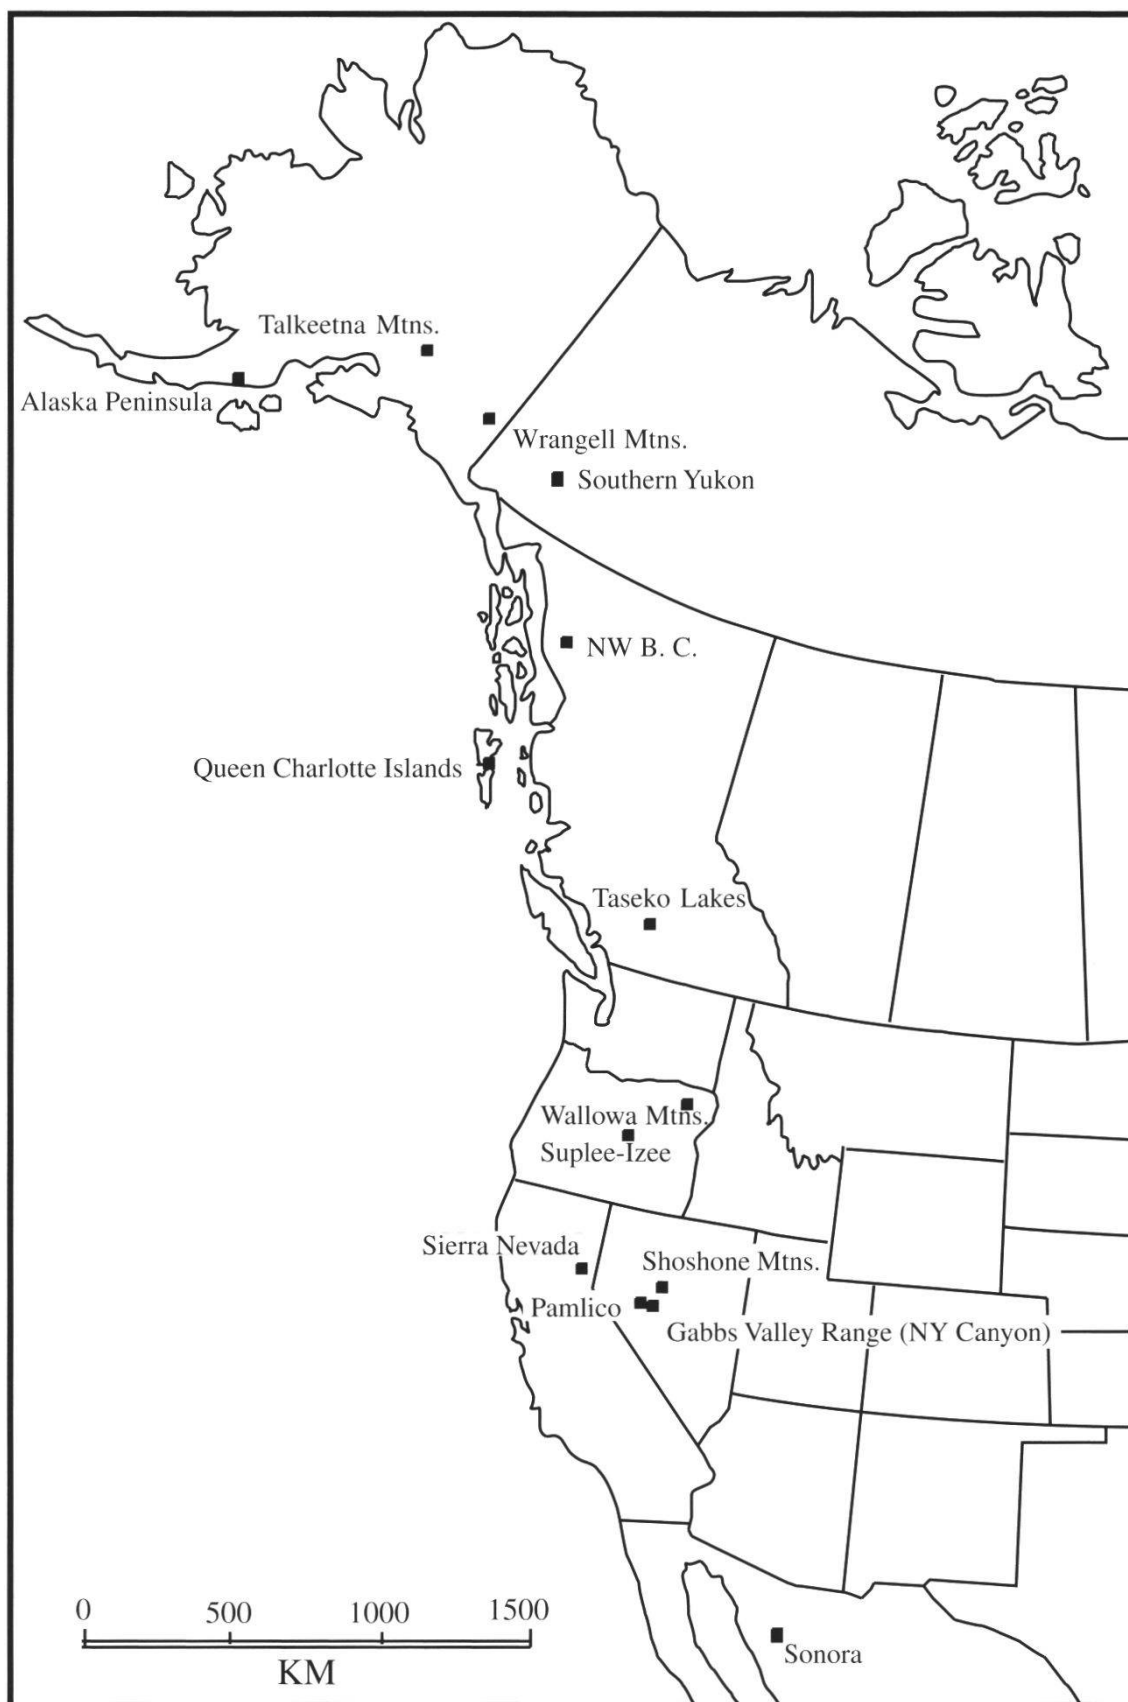 Talkeetna Mtns.
Alaska Peninsula
Wrangell Mtns.
Southern Yukon
NW B. C.
Queen Charlotte Islands
Taseko Lakes
Wallowa Mtns.
Suplee-Izee
Sierra Nevada
Shoshone Mtns.
Pamlico
Gabbs Valley Range (NY Canyon)
0 500 1000 1500
KM
Sonora